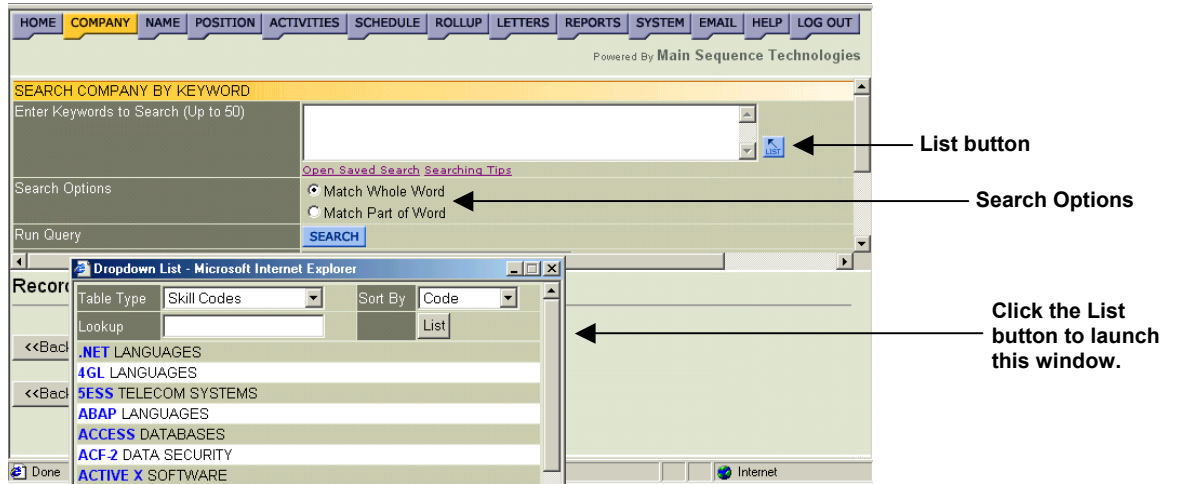 HOME COMPANY NAME POSITION ACTIVITIES SCHEDULE ROLLUP LETTERS REPORTS SYSTEM EMAIL HELP LOG OUT
Powered By Main Sequence Technologies
SEARCH COMPANY BY KEYWORD
Enter Keywords to Search (Up to 50)
LIST
List button
Open Saved Search Searching Tips
Search Options
Match Whole Word
Match Part of Word
Search Options
Run Query
SEARCH
Dropdown List - Microsoft Internet Explorer
Recor
Table Type Skill Codes Sort By Code
Lookup List
Click the List
button to launch
this window.
<<Bac
.NET LANGUAGES
4GL LANGUAGES
<<Bac
5ESS TELECOM SYSTEMS
ABAP LANGUAGES
ACCESS DATABASES
ACF-2 DATA SECURITY
Done
ACTIVE X SOFTWARE
Internet